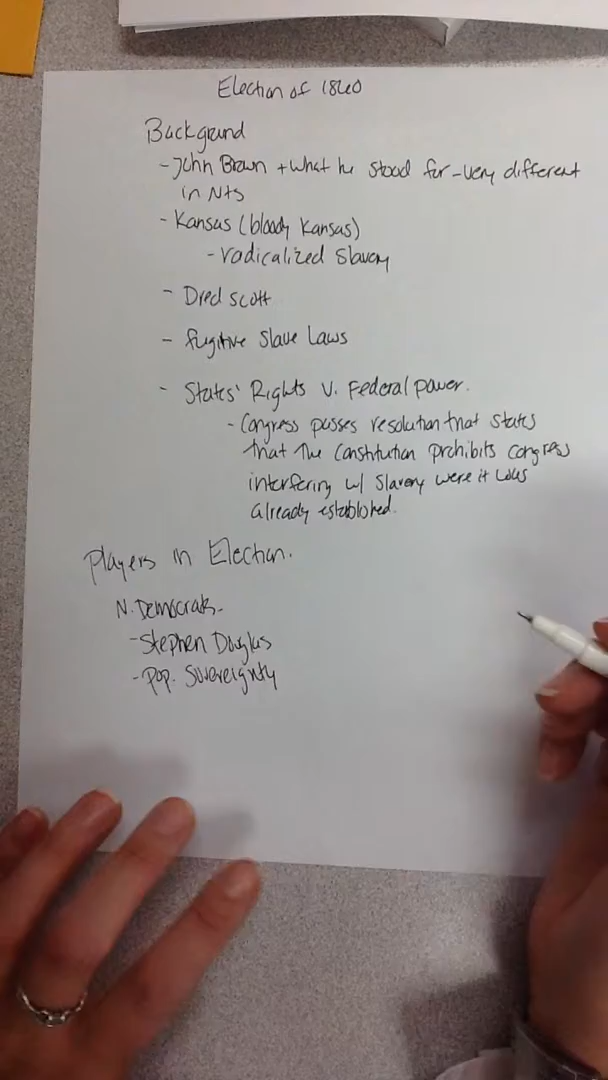 Election of 1860
Background
- John Brown + what he stood for - very different
in N+S
- Kansas (bloody Kansas)
- radicalized Slavery
- Dred Scott
- Fugitive Slave Laws
- States' Rights v. Federal power.
- Congress passes resolution that states
that the Constitution prohibits congress
interfering w/ Slavery were it was
already established.
Players in Election.
N. Democrats.
- Stephen Douglas
- Pop. Sovereignty